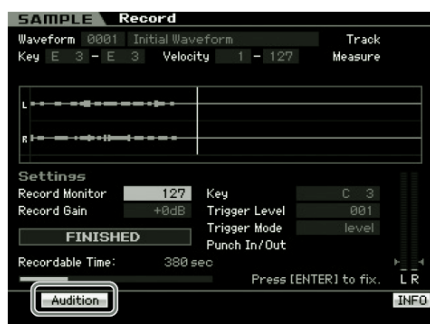 SAMPLE Record
Waveform 0001 Initial Waveform Track
Key E 3 - E 3 Velocity 1 - 127 Measure
L
R
Settings
Record Monitor 127 Key C 3
Record Gain +0dB Trigger Level 001
FINISHED Trigger Mode level
Punch In/Out
Recordable Time: 380 sec
Press [ENTER] to fix. L R
Audition INFO